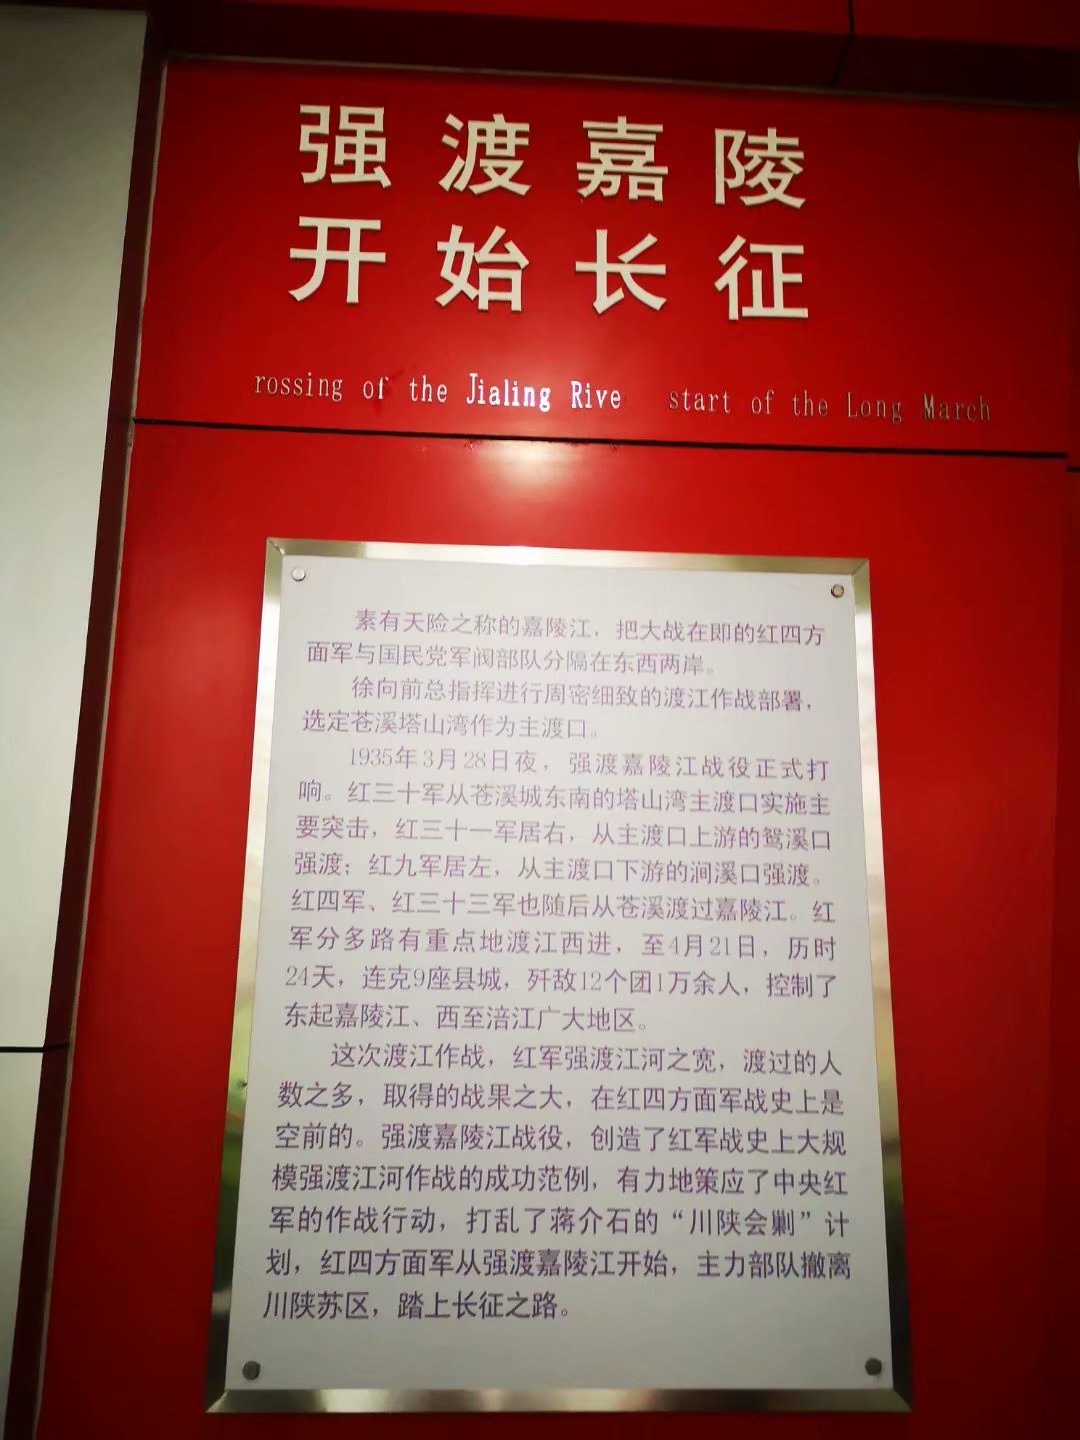 强渡嘉陵
开始长征
rossing of the Jialing Rive start of the Long March
素有天险之称的嘉陵江，把大战在即的红四方
面军与国民党军阀部队分隔在东西两岸。
徐向前总指挥进行周密细致的渡江作战部署，
选定苍溪塔山湾作为主渡口。
1935年3月28日夜，强渡嘉陵江战役正式打
响。红三十军从苍溪城东南的塔山湾主渡口实施主
要突击，红三十一军居右，从主渡口上游的鸳溪口
强渡；红九军居左，从主渡口下游的涧溪口强渡。
红四军、红三十三军也随后从苍溪渡过嘉陵江。红
军分多路有重点地渡江西进，至4月21日，历时
24天，连克9座县城，歼敌12个团1万余人，控制了
东起嘉陵江、西至涪江广大地区。
这次渡江作战，红军强渡江河之宽，渡过的人
数之多，取得的战果之大，在红四方面军战史上是
空前的。强渡嘉陵江战役，创造了红军战史上大规
模强渡江河作战的成功范例，有力地策应了中央红
军的作战行动，打乱了蒋介石的“川陕会剿”计
划，红四方面军从强渡嘉陵江开始，主力部队撤离
川陕苏区，踏上长征之路。